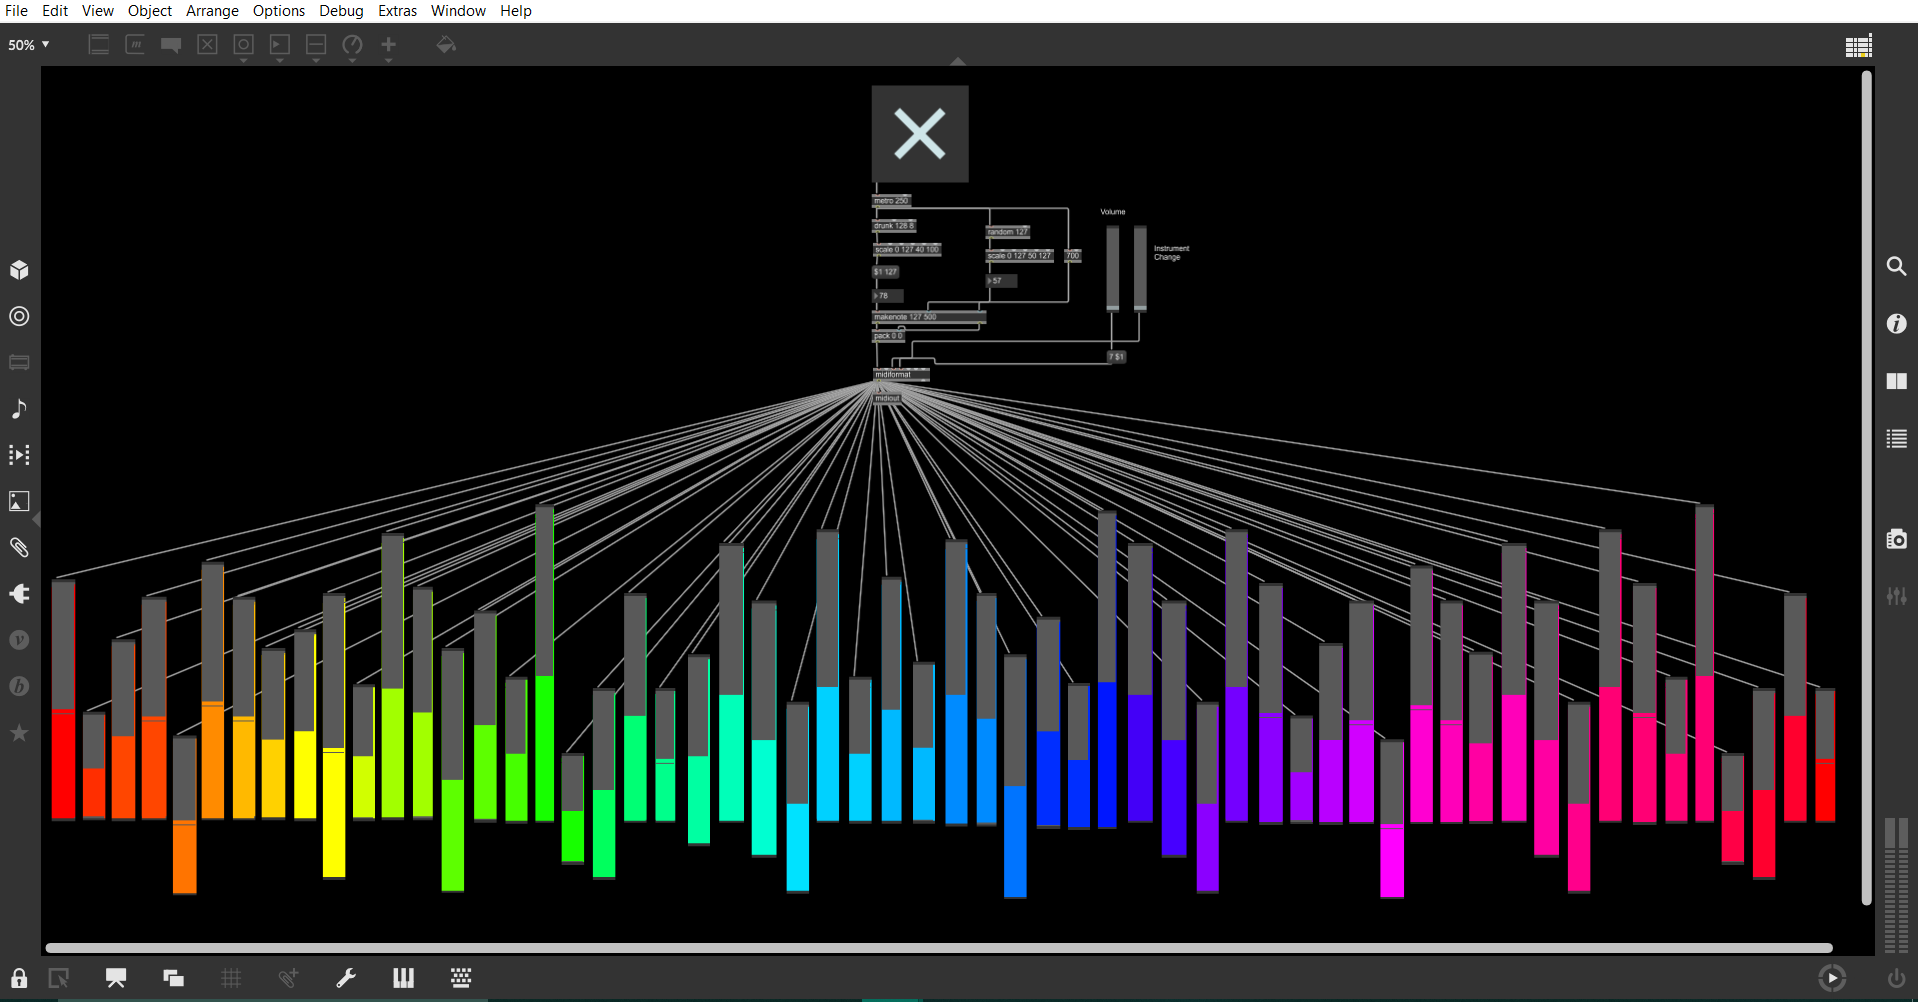 File Edit View Object Arrange Options Debug Extras Window Help
50%
metro 250
Volume
drunk 128 8
random 127
scale 0 127 40 100
scale 0 127 50 127
700
Instrument
Change
$1 127
57
78
makenote 127 500
pack 0 0
7 $1
midiformat
midiout